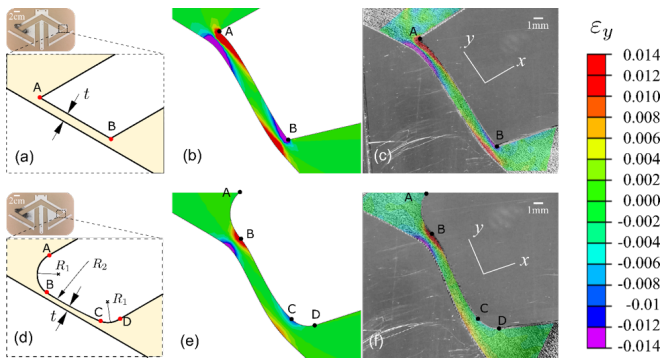 2cm
A
t
B
(a)
A
B
(b)
A
y
x
B
1mm
(c)
2cm
A
R₁
R₂
B
R₁
t
C
D
(d)
A
B
C
D
(e)
A
B
y
x
C
D
1mm
(f)
εy
0.014
0.012
0.010
0.008
0.006
0.004
0.002
0.000
-0.002
-0.004
-0.006
-0.008
-0.01
-0.012
-0.014